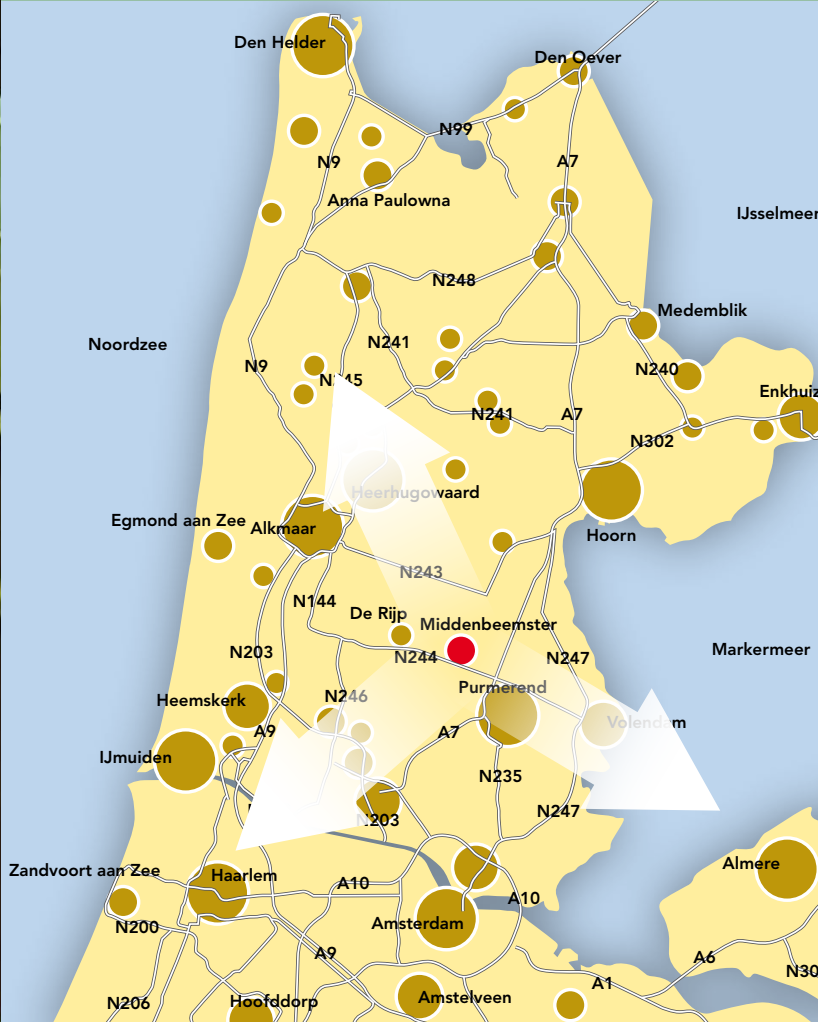 Den Helder
Den Oever
N99
A7
N9
Anna Paulowna
IJsselmeer
N248
Medemblik
Noordzee
N241
N9
N240
N245
Enkhuiz
N241
A7
N302
Heerhugowaard
Egmond aan Zee
Alkmaar
Hoorn
N243
N144
De Rijp
Middenbeemster
N203
N244
N247
Markermeer
Purmerend
Heemskerk
N246
Volendam
A9
A7
IJmuiden
N235
N247
N203
Almere
Zandvoort aan Zee
Haarlem
A10
A10
Amsterdam
N200
A9
A6
N30
A1
N206
Hoofddorp
Amstelveen